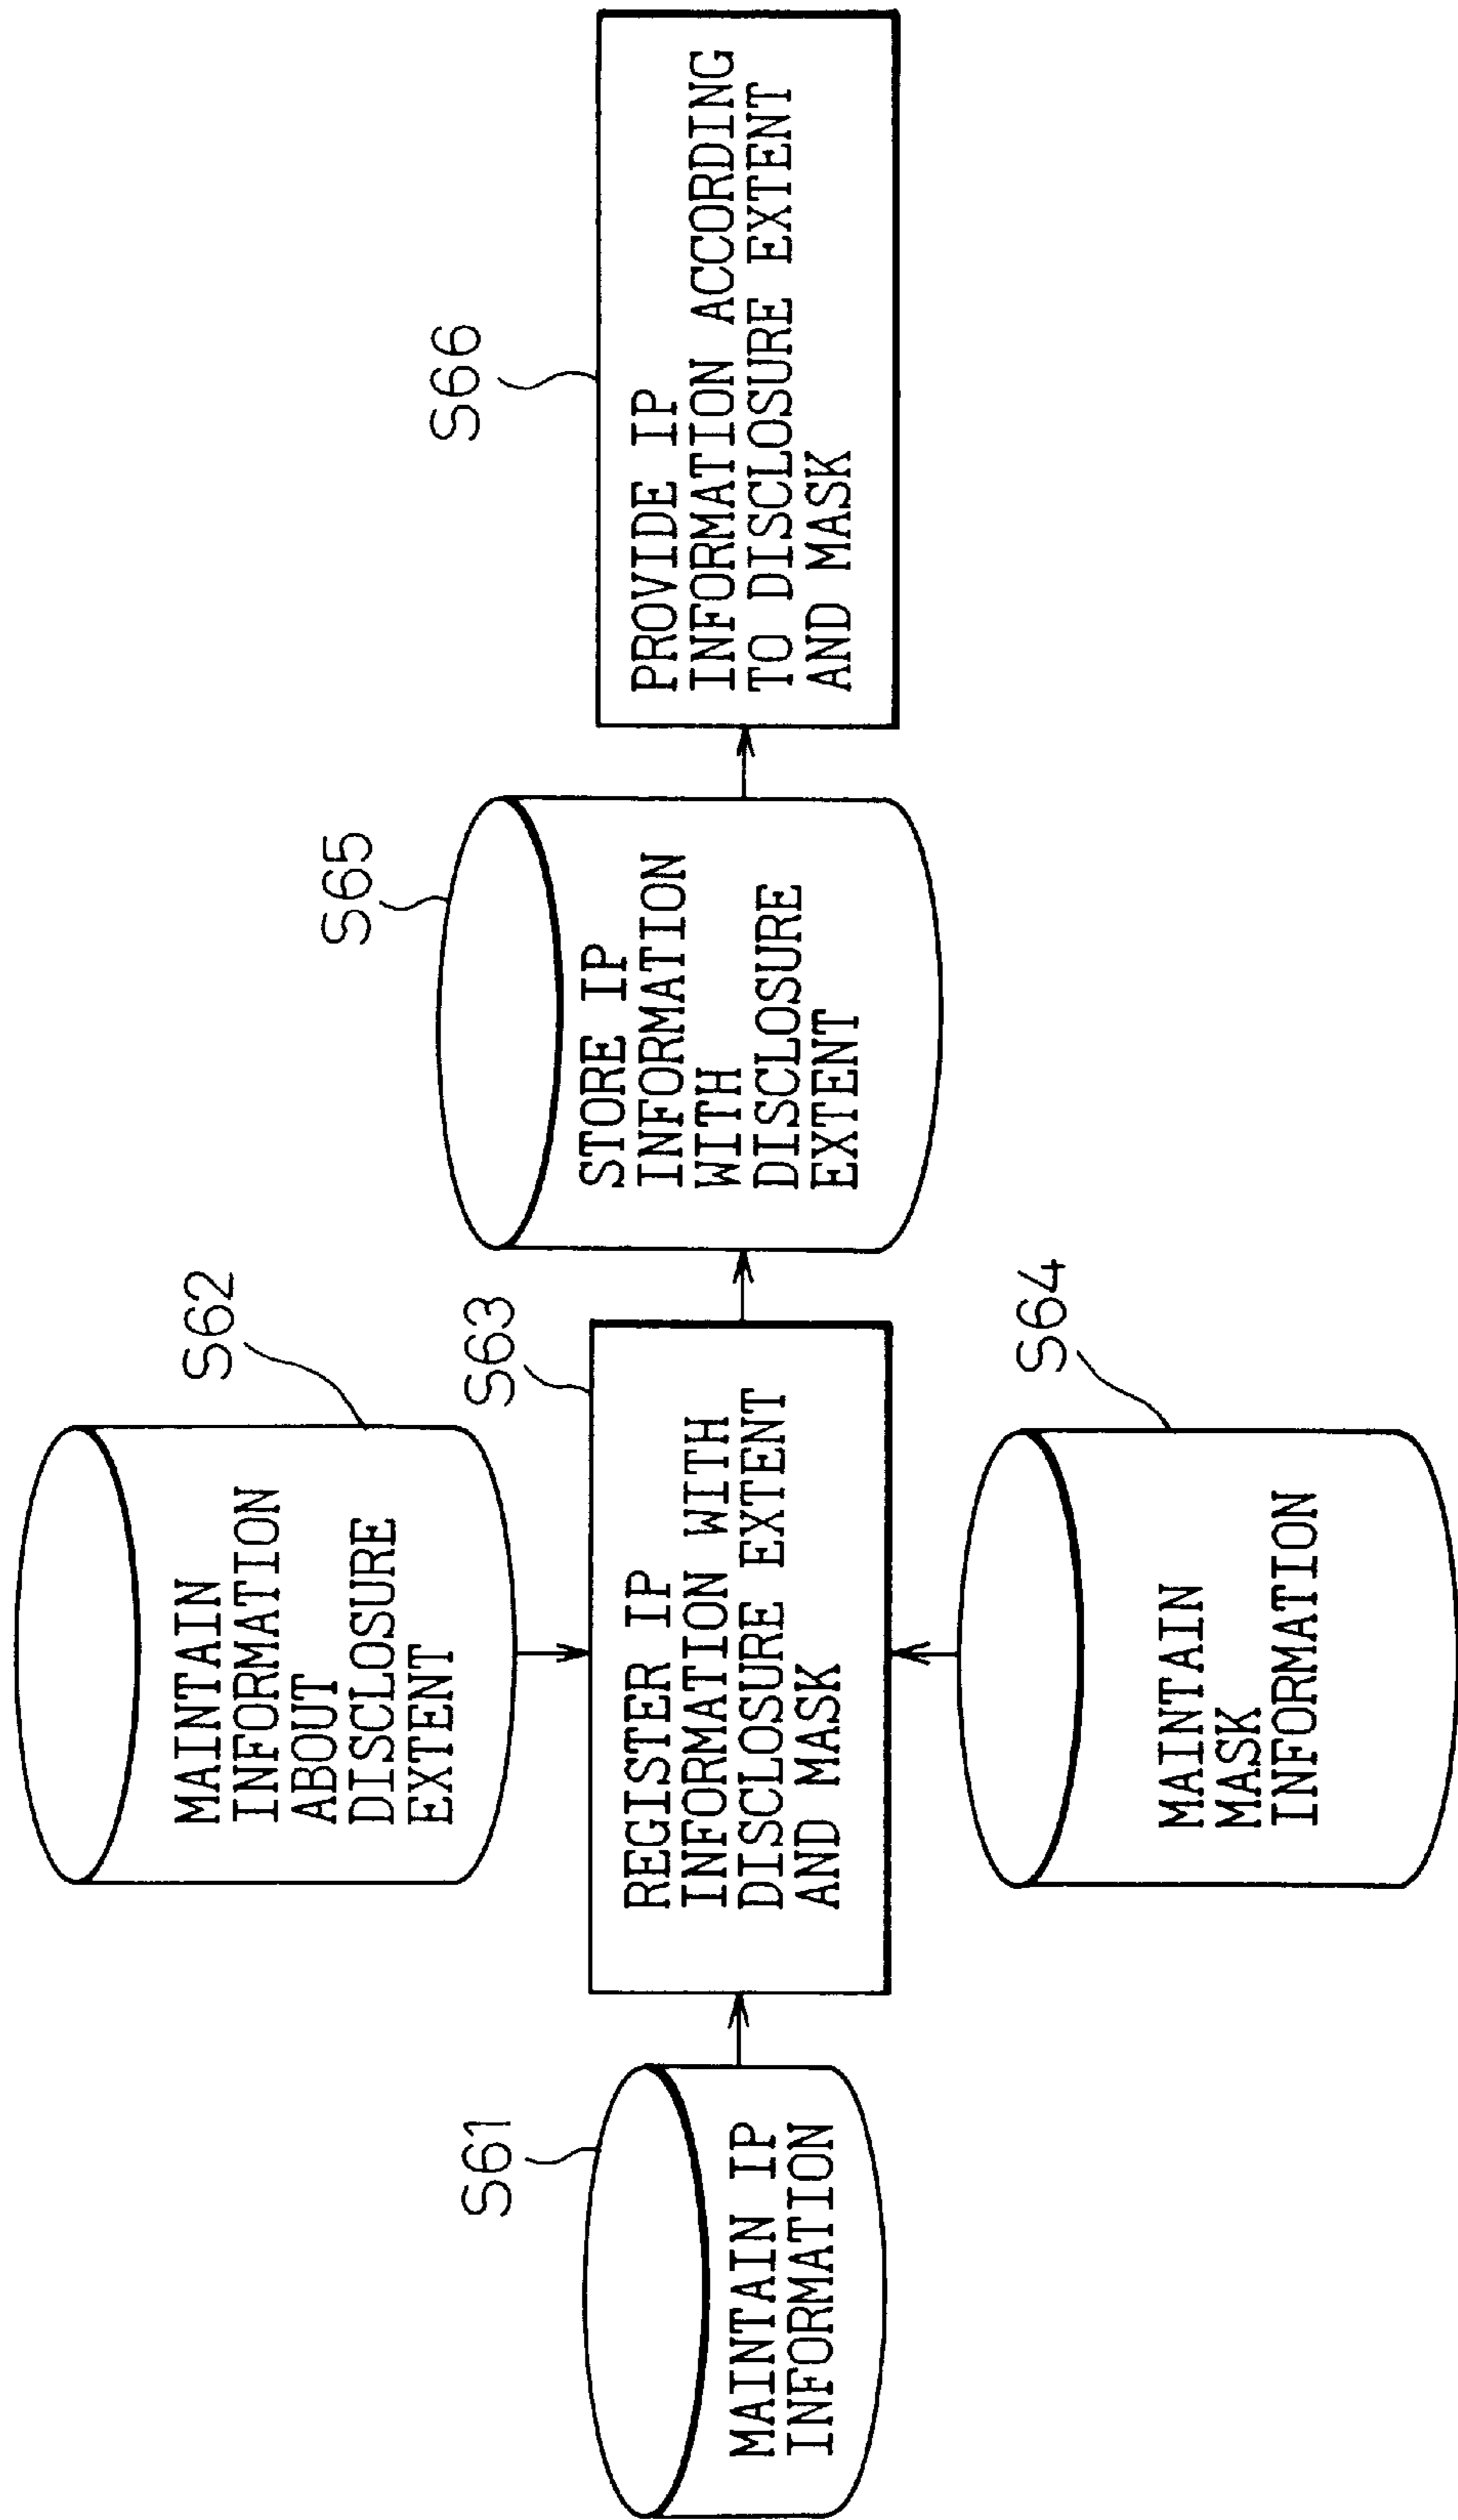 S61
MAINTAIN IP
INFORMATION
S62
MAINTAIN
INFORMATION
ABOUT
DISCLOSURE
EXTENT
S63
REGISTER IP
INFORMATION WITH
DISCLOSURE EXTENT
AND MASK
S64
MAINTAIN
MASK
INFORMATION
S65
STORE IP
INFORMATION
WITH
DISCLOSURE
EXTENT
S66
PROVIDE IP
INFORMATION ACCORDING
TO DISCLOSURE EXTENT
AND MASK